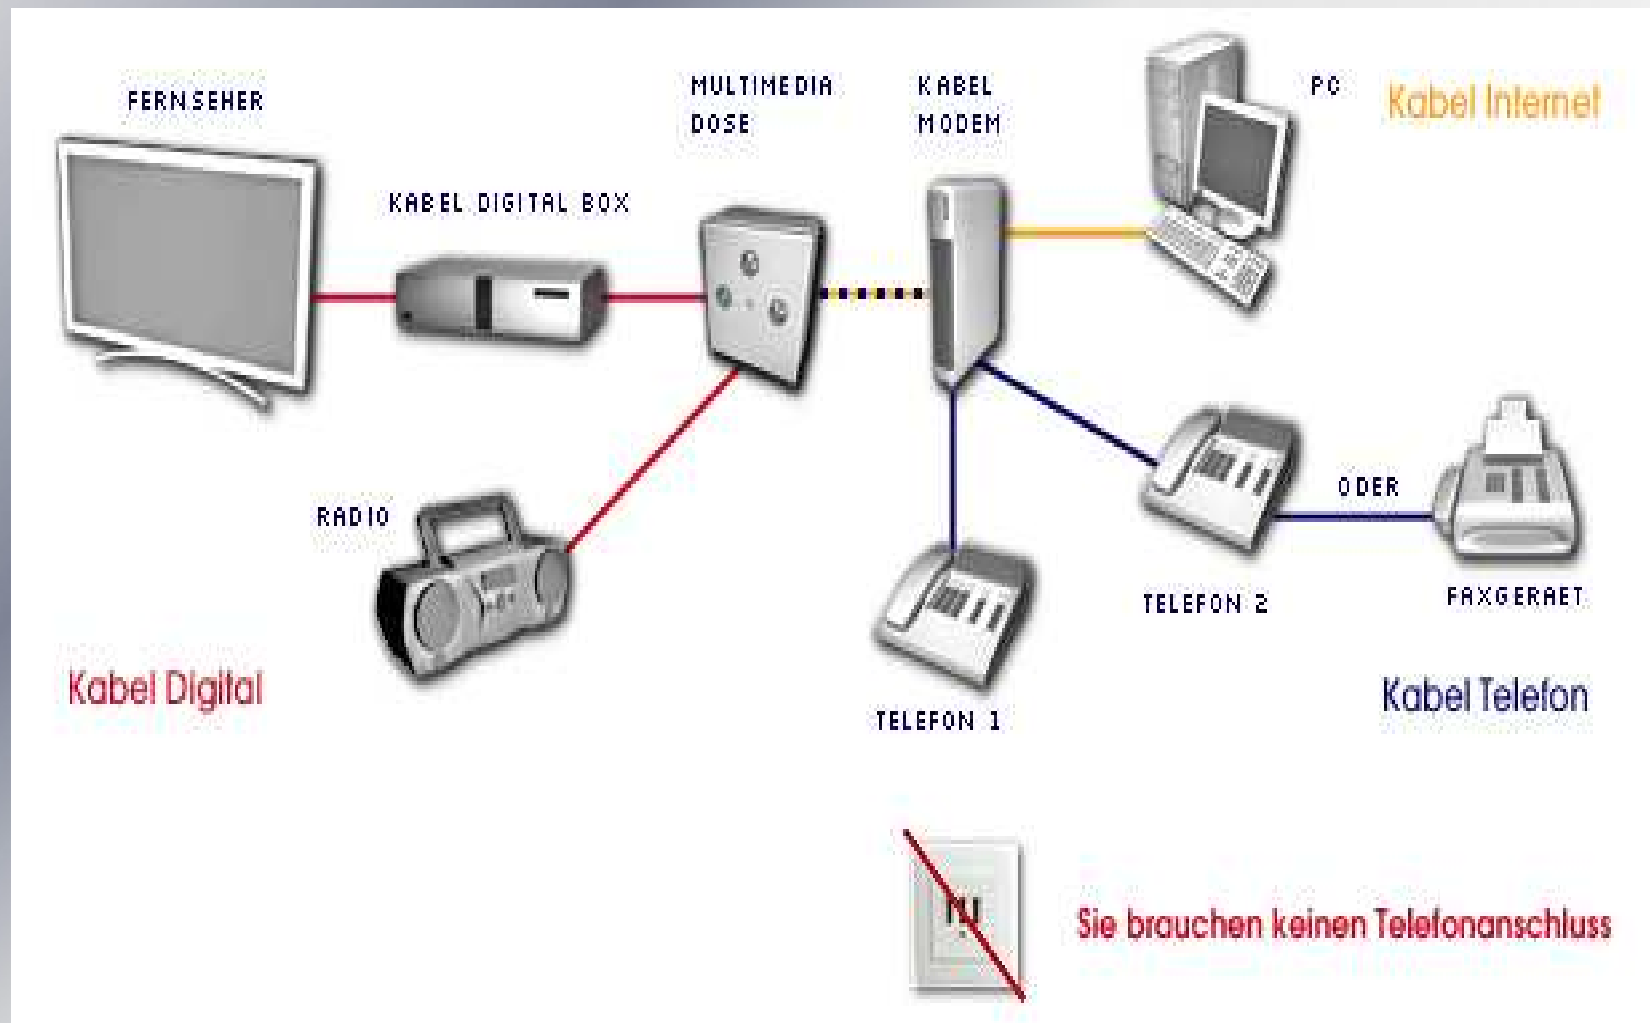 FERNSEHER
MULTIMEDIA
DOSE
KABEL
MODEM
PC
Kabel Internet
KABEL DIGITAL BOX
RADIO
ODER
TELEFON 2
FAXGERAET
Kabel Digital
Kabel Telefon
TELEFON 1
Sie brauchen keinen Telefonanschluss